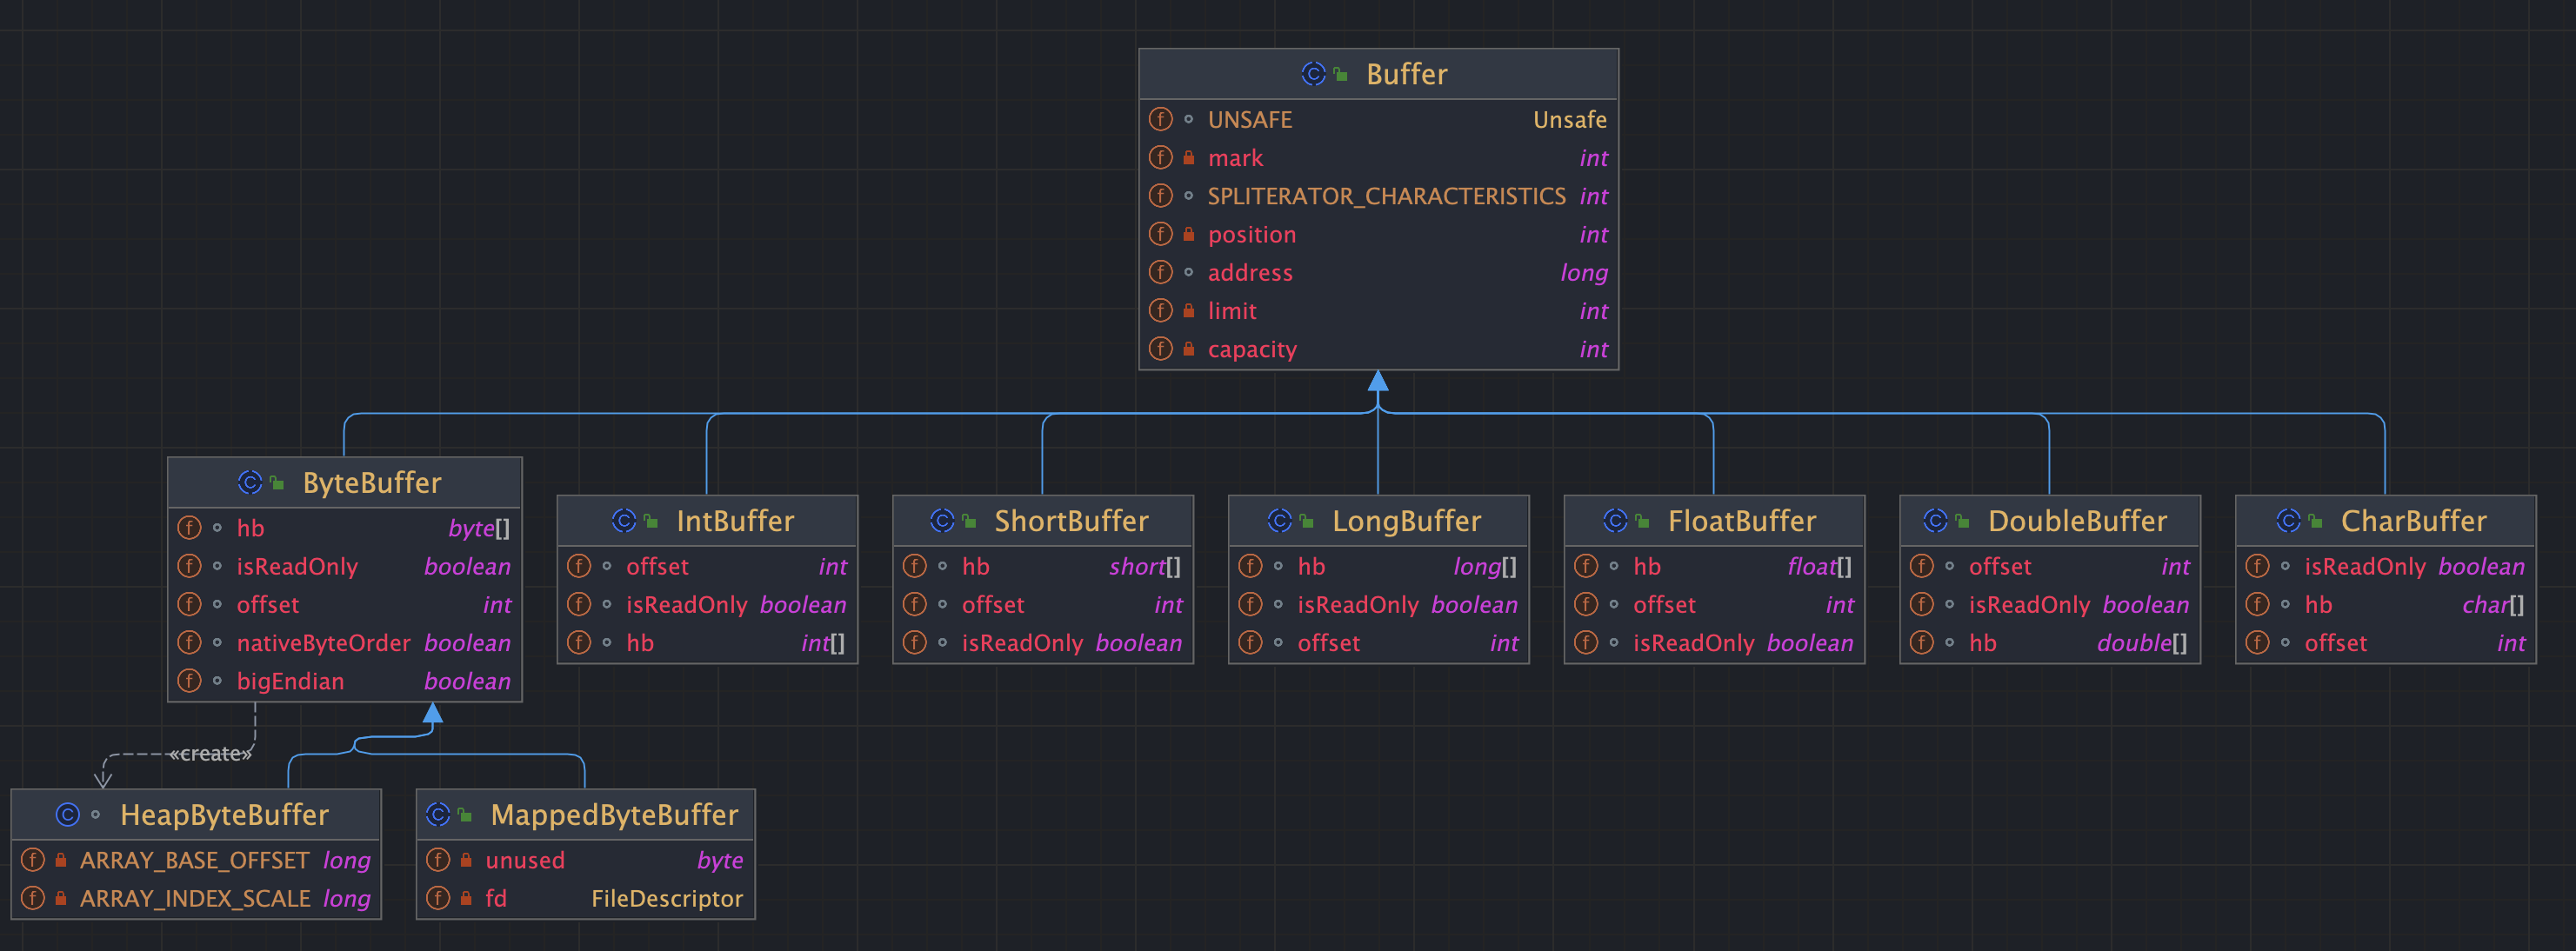 Buffer
UNSAFE Unsafe
mark int
SPLITERATOR_CHARACTERISTICS int
position int
address long
limit int
capacity int
ByteBuffer
hb byte[]
isReadOnly boolean
offset int
nativeByteOrder boolean
bigEndian boolean
IntBuffer
offset int
isReadOnly boolean
hb int[]
ShortBuffer
hb short[]
offset int
isReadOnly boolean
LongBuffer
hb long[]
isReadOnly boolean
offset int
FloatBuffer
hb float[]
offset int
isReadOnly boolean
DoubleBuffer
offset int
isReadOnly boolean
hb double[]
CharBuffer
isReadOnly boolean
hb char[]
offset int
«create»
HeapByteBuffer
ARRAY_BASE_OFFSET long
ARRAY_INDEX_SCALE long
MappedByteBuffer
unused byte
fd FileDescriptor